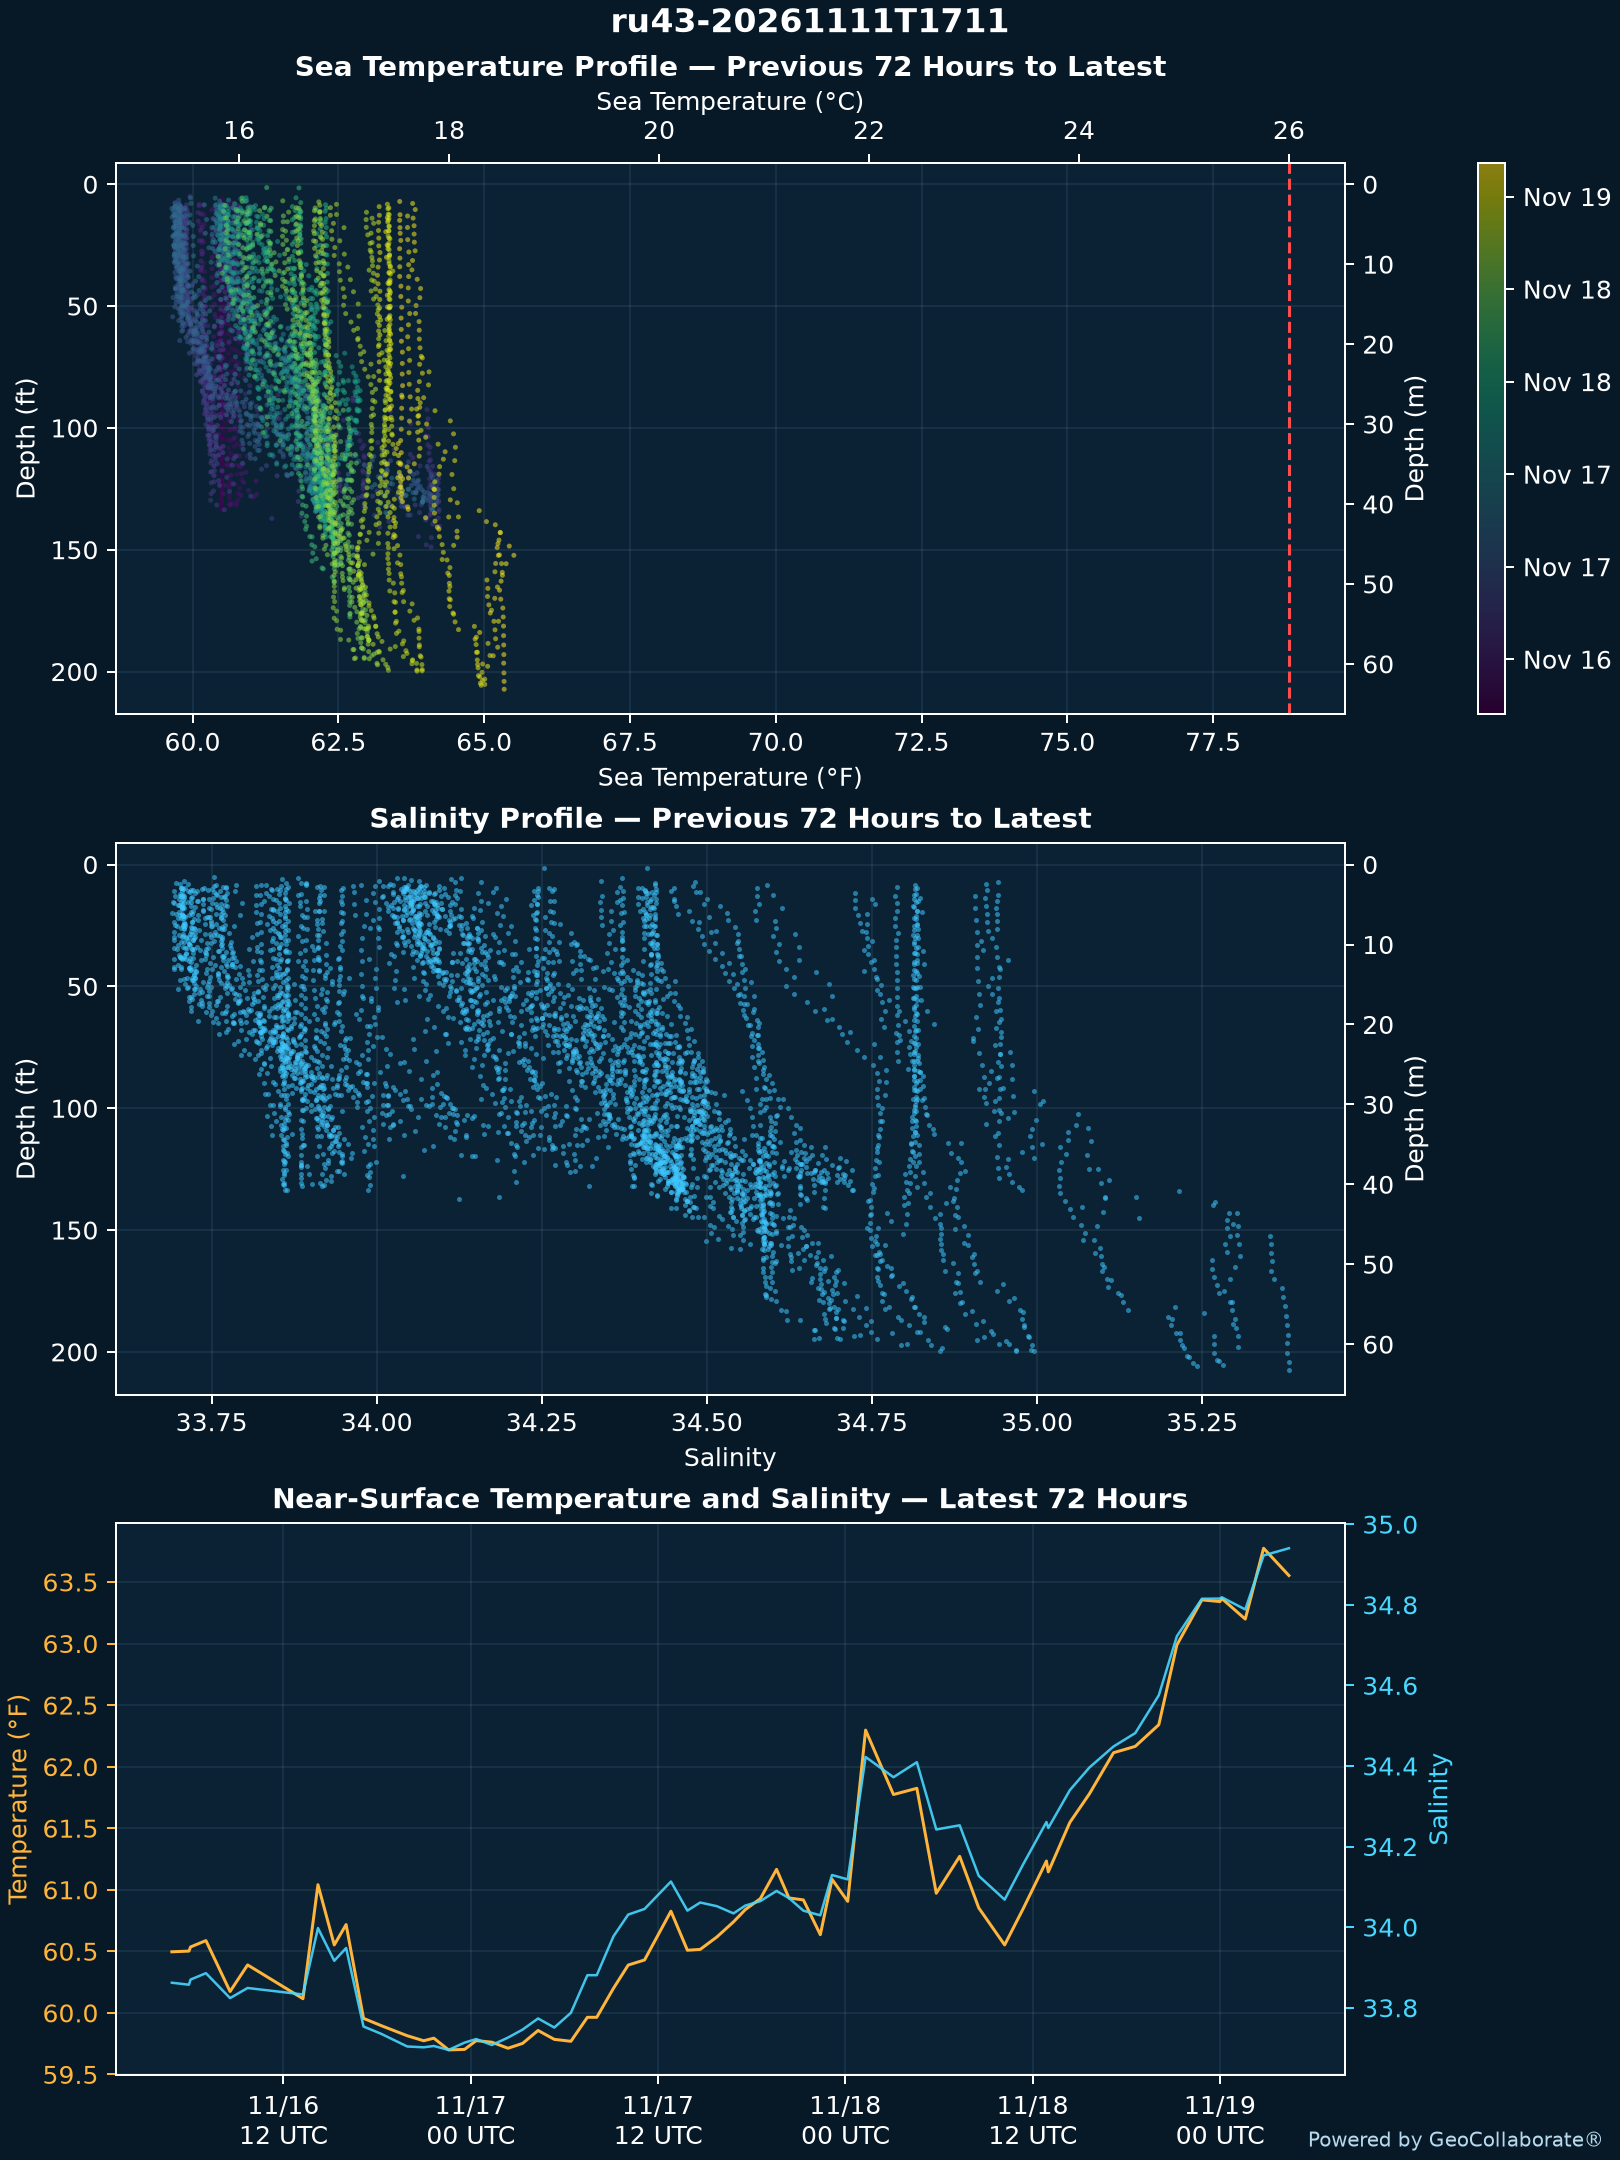 ru43-20261111T1711
Sea Temperature Profile — Previous 72 Hours to Latest
Sea Temperature (°C)
16 18 20 22 24 26
0
50
100
150
200
Depth (ft)
0
10
20
30
40
50
60
Depth (m)
Nov 19
Nov 18
Nov 18
Nov 17
Nov 17
Nov 16
60.0 62.5 65.0 67.5 70.0 72.5 75.0 77.5
Sea Temperature (°F)
Salinity Profile — Previous 72 Hours to Latest
0
50
100
150
200
Depth (ft)
0
10
20
30
40
50
60
Depth (m)
33.75 34.00 34.25 34.50 34.75 35.00 35.25
Salinity
Near-Surface Temperature and Salinity — Latest 72 Hours
63.5
63.0
62.5
62.0
61.5
61.0
60.5
60.0
59.5
Temperature (°F)
35.0
34.8
34.6
34.4
34.2
34.0
33.8
Salinity
11/16 11/17 11/17 11/18 11/18 11/19
12 UTC 00 UTC 12 UTC 00 UTC 12 UTC 00 UTC
Powered by GeoCollaborate®